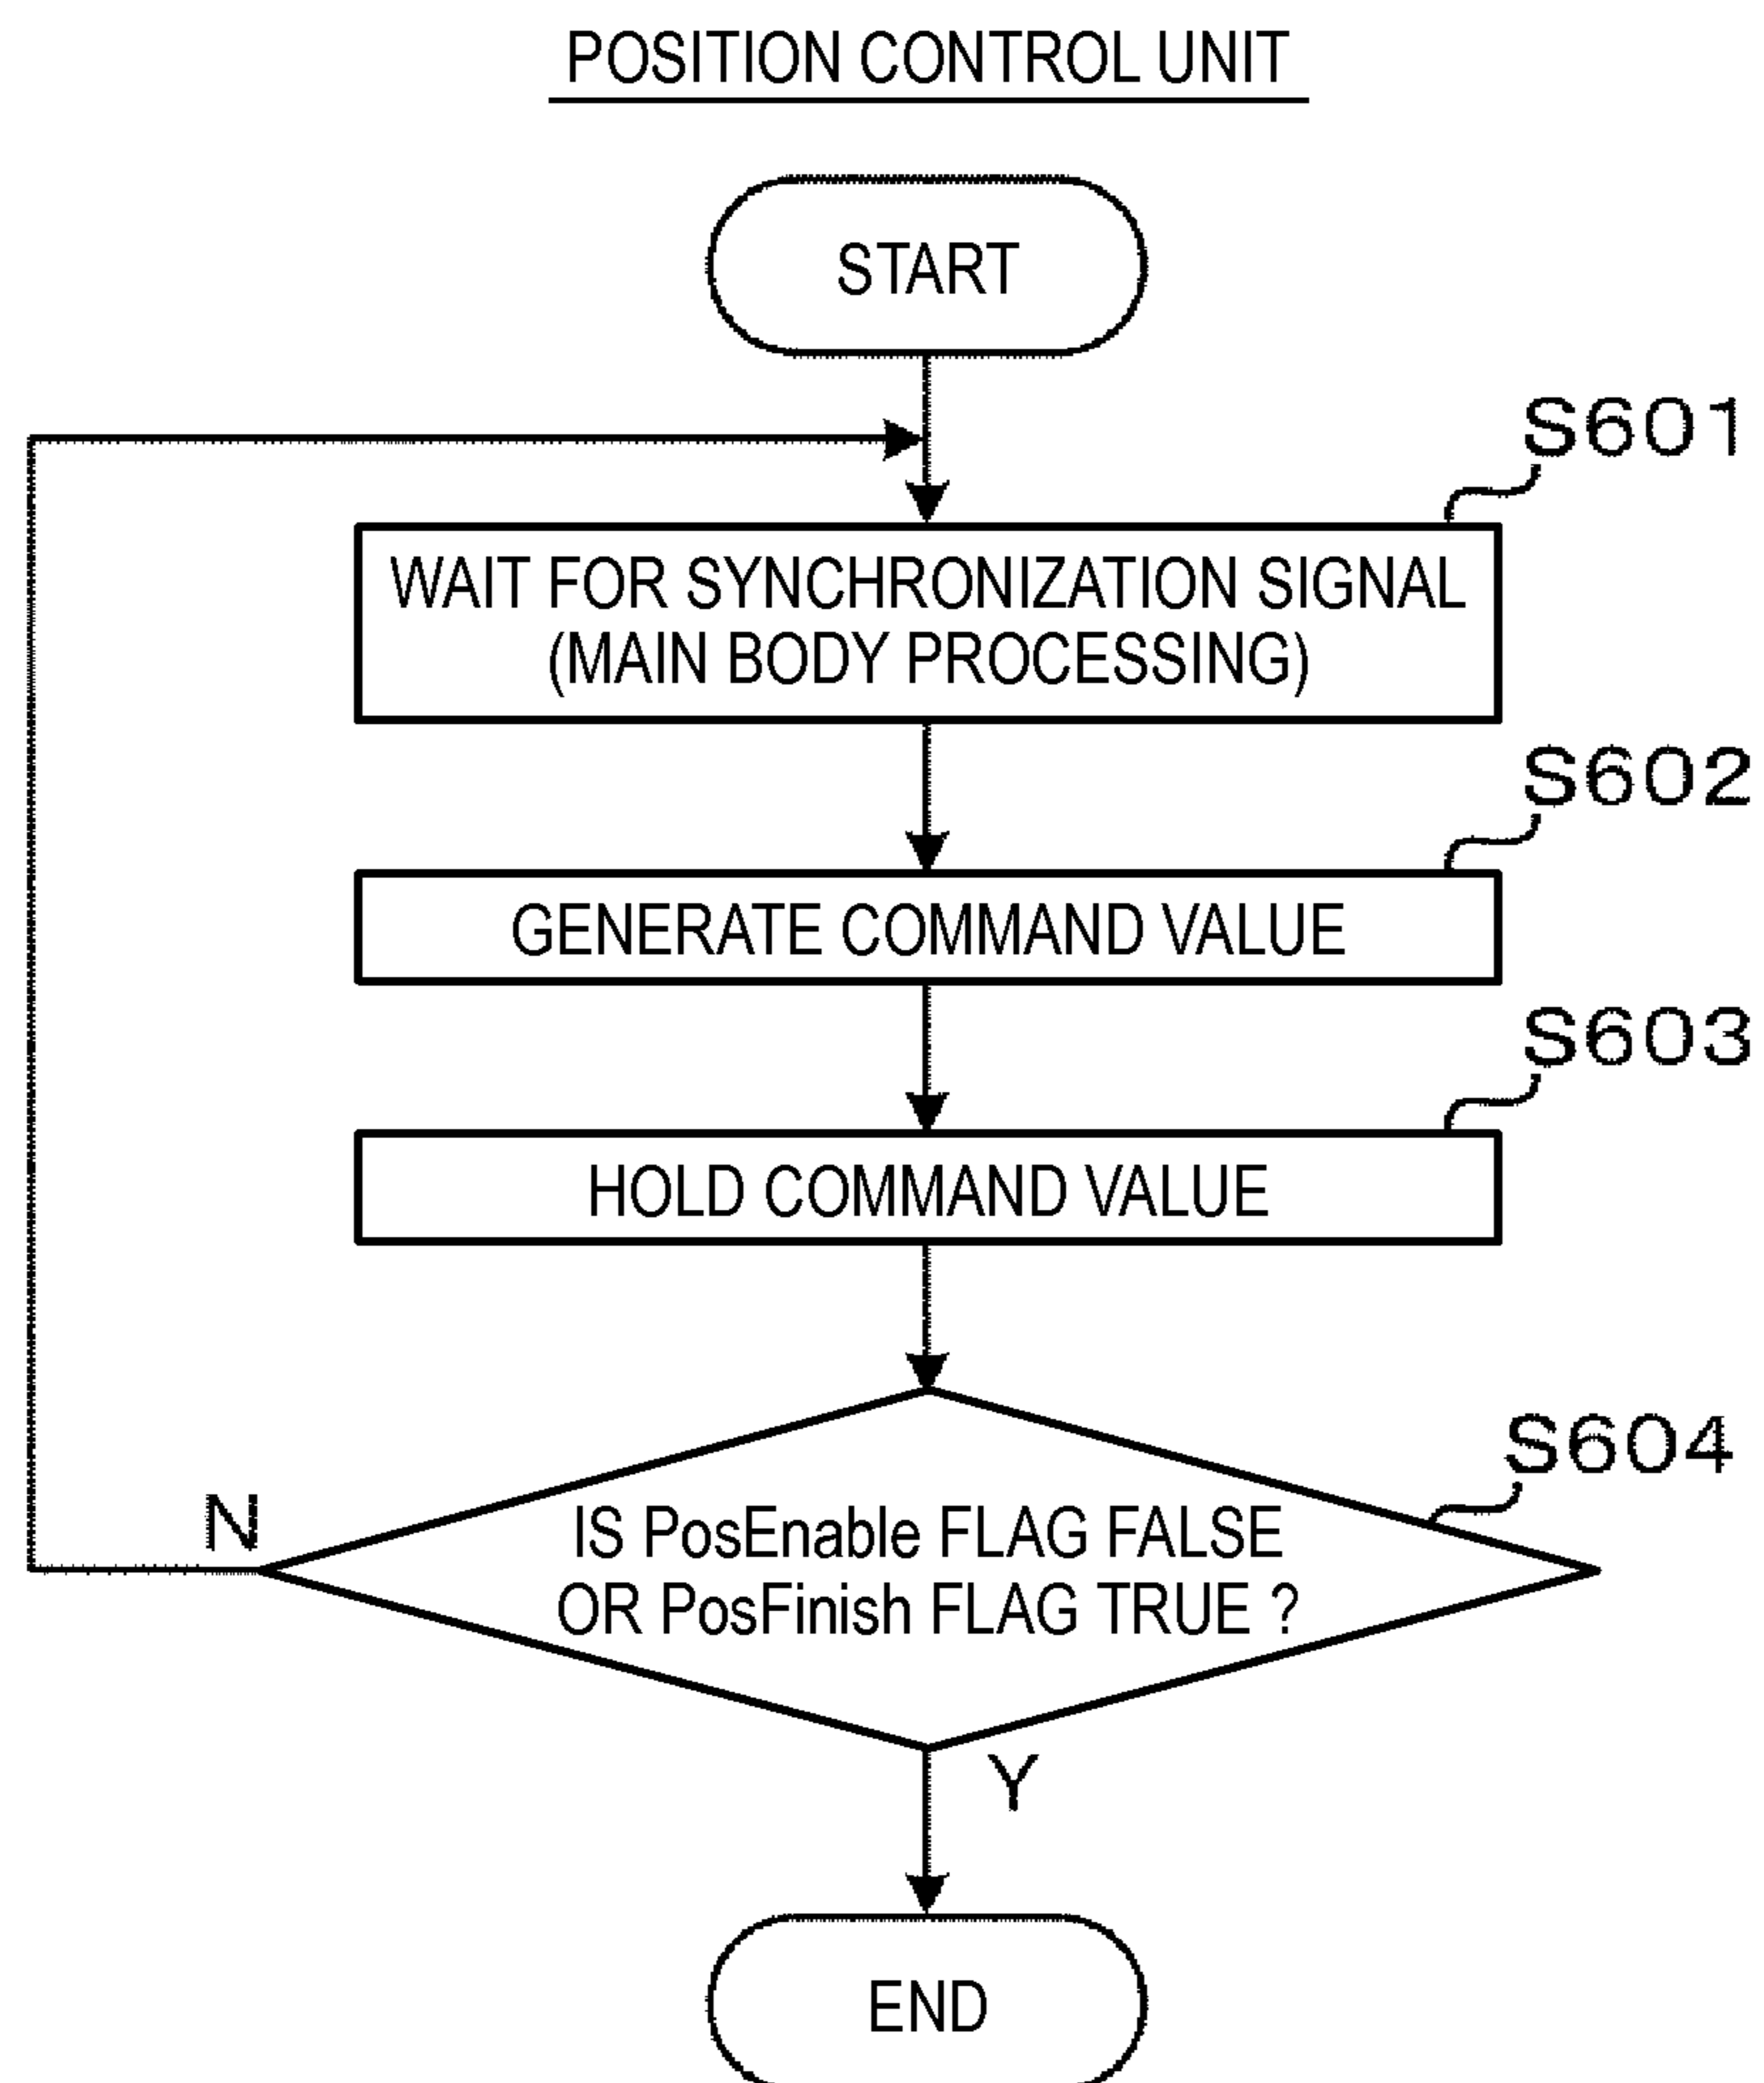 POSITION CONTROL UNIT
START
S601
WAIT FOR SYNCHRONIZATION SIGNAL
(MAIN BODY PROCESSING)
S602
GENERATE COMMAND VALUE
S603
HOLD COMMAND VALUE
S604
N
IS PosEnable FLAG FALSE
OR PosFinish FLAG TRUE ?
Y
END